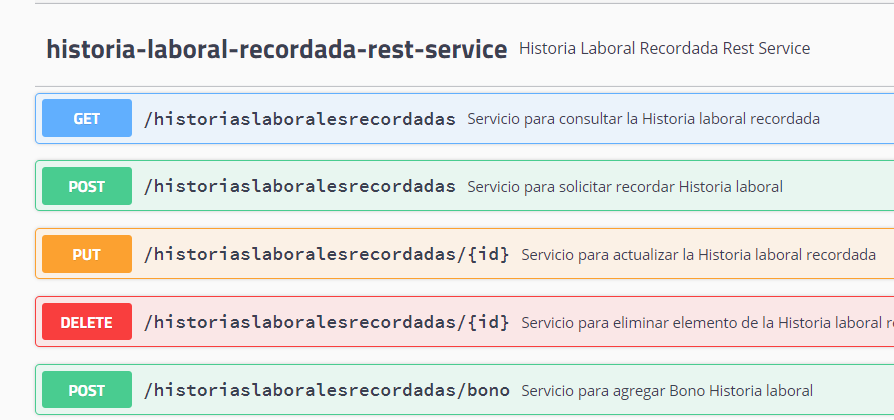 historia-laboral-recordada-rest-service Historia Laboral Recordada Rest Service
GET /historiaslaboralesrecordadas Servicio para consultar la Historia laboral recordada
POST /historiaslaboralesrecordadas Servicio para solicitar recordar Historia laboral
PUT /historiaslaboralesrecordadas/{id} Servicio para actualizar la Historia laboral recordada
DELETE /historiaslaboralesrecordadas/{id} Servicio para eliminar elemento de la Historia laboral
POST /historiaslaboralesrecordadas/bono Servicio para agregar Bono Historia laboral